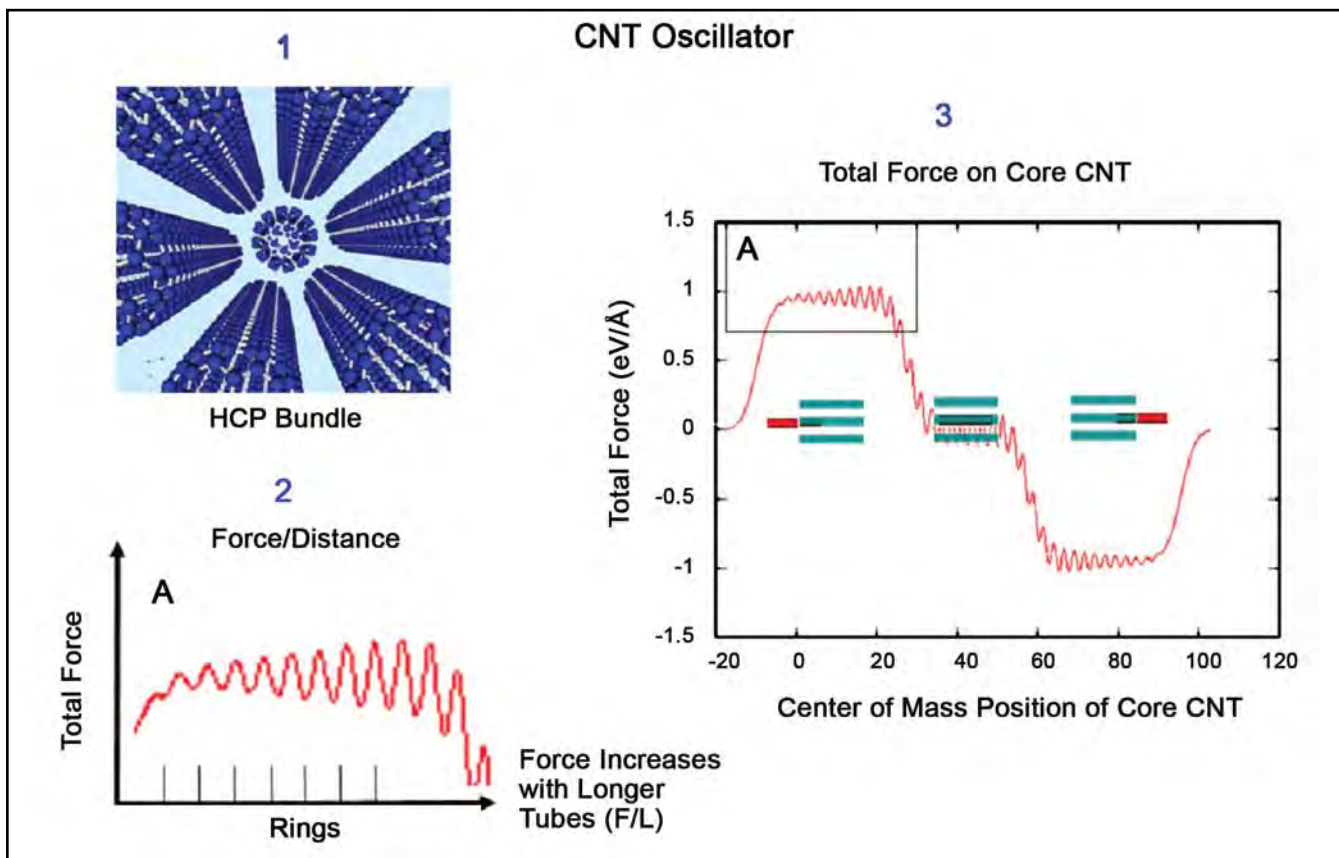 CNT Oscillator
1
HCP Bundle
2
Force/Distance
A
Total Force
Rings
Force Increases
with Longer
Tubes (F/L)
3
Total Force on Core CNT
A
Total Force (eV/Å)
1.5
1
0.5
0
-0.5
-1
-1.5
-20 0 20 40 60 80 100 120
Center of Mass Position of Core CNT